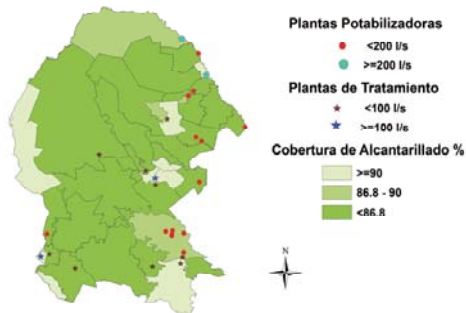 Plantas Potabilizadoras
<200 l/s
>=200 l/s
Plantas de Tratamiento
<100 l/s
>=100 l/s
Cobertura de Alcantarillado %
>=90
86.8 - 90
<86.8
N